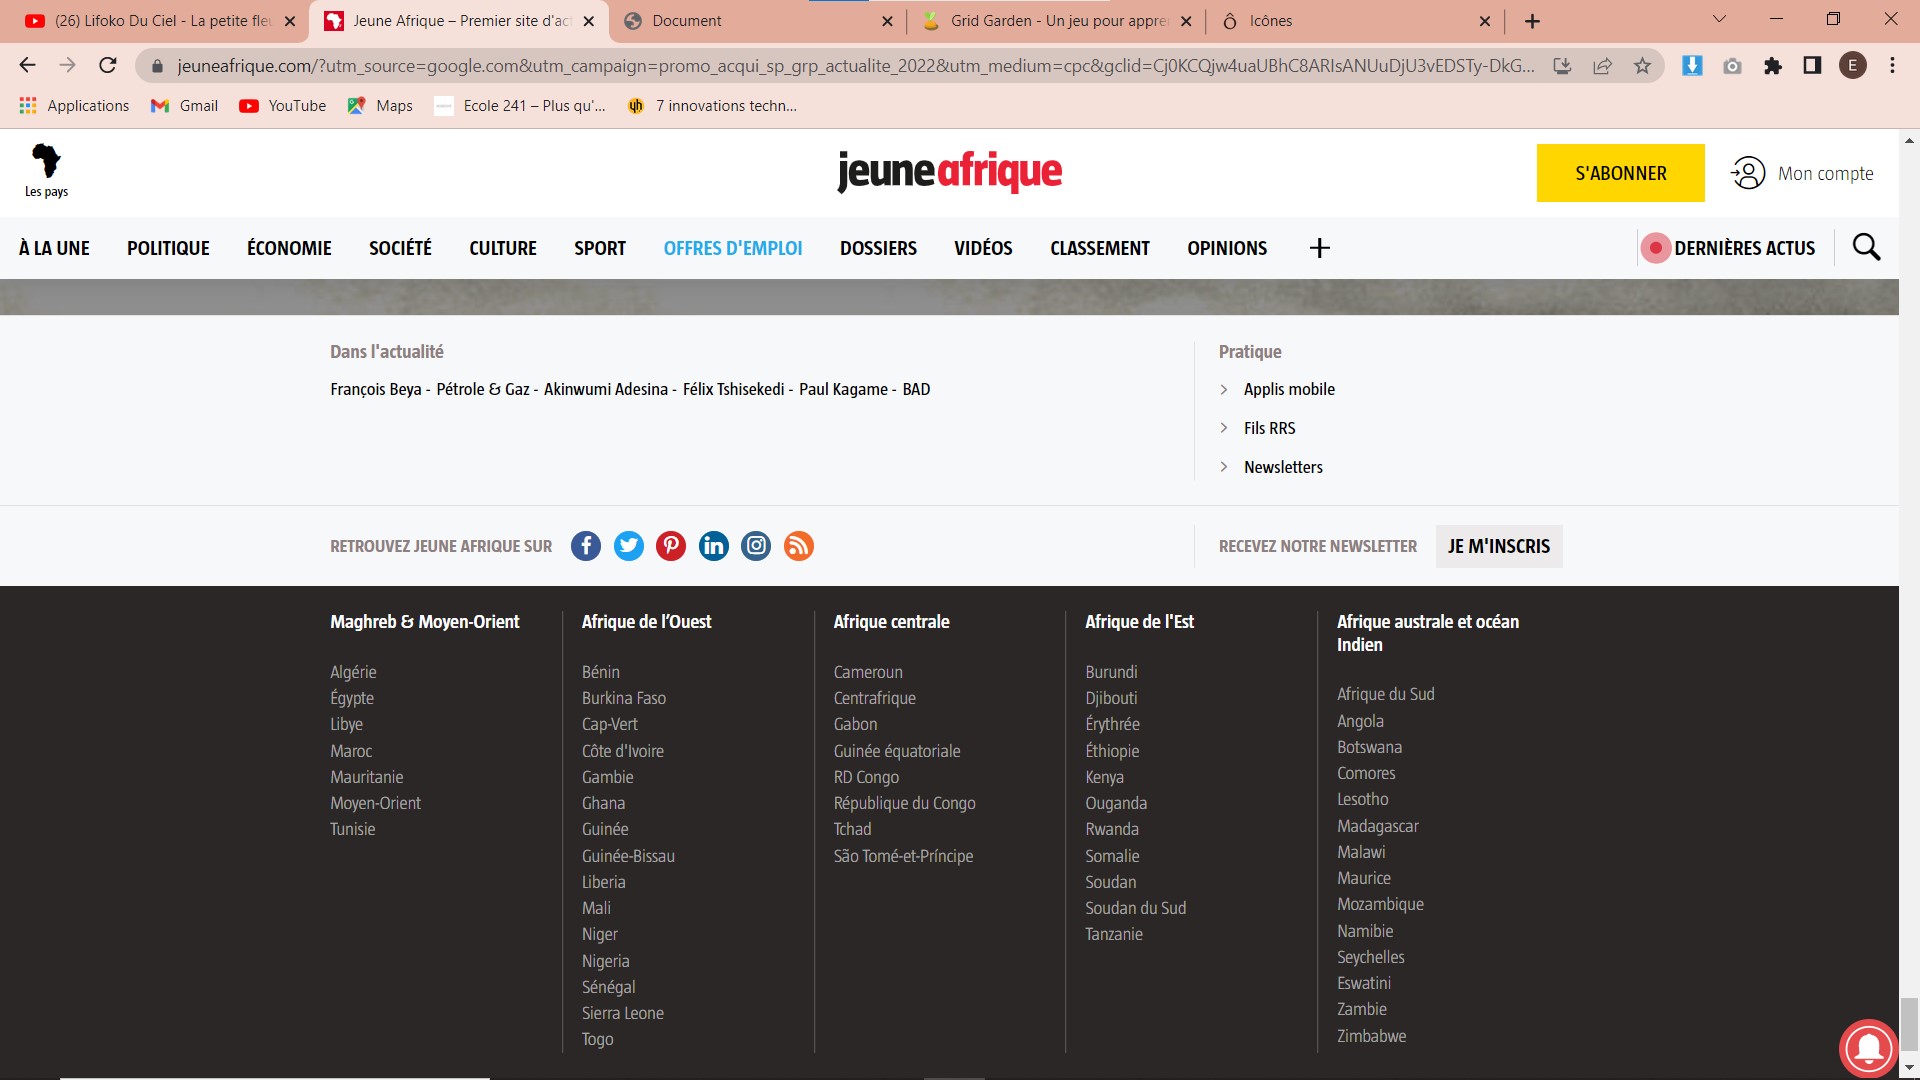 (26) Lifoko Du Ciel - La petite fle
Jeune Afrique – Premier site d'ac
Document
Grid Garden - Un jeu pour appre
Icônes
jeuneafrique.com/?utm_source=google.com&utm_campaign=promo_acqui_sp_grp_actualite_2022&utm_medium=cpc&gclid=Cj0KCQjw4uaUBhC8ARIsANUuDjU3vEDSTy-DkG...
E
Applications
Gmail
YouTube
Maps
Ecole 241 – Plus qu'...
7 innovations techn...
Les pays
jeuneafrique
S'ABONNER
Mon compte
À LA UNE
POLITIQUE
ÉCONOMIE
SOCIÉTÉ
CULTURE
SPORT
OFFRES D'EMPLOI
DOSSIERS
VIDÉOS
CLASSEMENT
OPINIONS
+
DERNIÈRES ACTUS
Dans l'actualité
François Beya - Pétrole & Gaz - Akinwumi Adesina - Félix Tshisekedi - Paul Kagame - BAD
Pratique
Applis mobile
Fils RRS
Newsletters
RETROUVEZ JEUNE AFRIQUE SUR
RECEVEZ NOTRE NEWSLETTER
JE M'INSCRIS
Maghreb & Moyen-Orient
Algérie
Égypte
Libye
Maroc
Mauritanie
Moyen-Orient
Tunisie
Afrique de l’Ouest
Bénin
Burkina Faso
Cap-Vert
Côte d'Ivoire
Gambie
Ghana
Guinée
Guinée-Bissau
Liberia
Mali
Niger
Nigeria
Sénégal
Sierra Leone
Togo
Afrique centrale
Cameroun
Centrafrique
Gabon
Guinée équatoriale
RD Congo
République du Congo
Tchad
São Tomé-et-Príncipe
Afrique de l'Est
Burundi
Djibouti
Érythrée
Éthiopie
Kenya
Ouganda
Rwanda
Somalie
Soudan
Soudan du Sud
Tanzanie
Afrique australe et océan
Indien
Afrique du Sud
Angola
Botswana
Comores
Lesotho
Madagascar
Malawi
Maurice
Mozambique
Namibie
Seychelles
Eswatini
Zambie
Zimbabwe